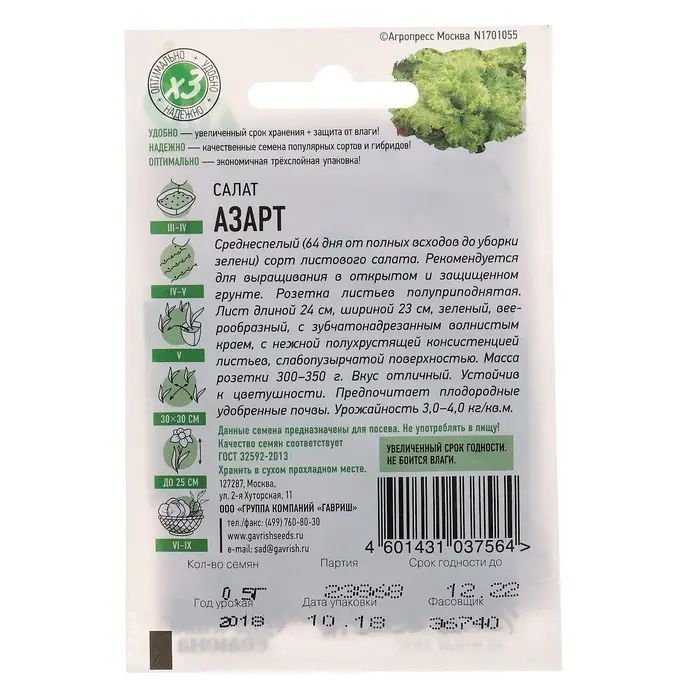 ©Агропресс Москва N1701055
ОПТИМАЛЬНО УДОБНО НАДЕЖНО
х3
УДОБНО — увеличенный срок хранения + защита от влаги!
НАДЕЖНО — качественные семена популярных сортов и гибридов!
ОПТИМАЛЬНО — экономичная трёхслойная упаковка!
САЛАТ
АЗАРТ
Среднеспелый (64 дня от полных всходов до уборки
зелени) сорт листового салата. Рекомендуется
для выращивания в открытом и защищенном
грунте. Розетка листьев полуприподнятая.
Лист длиной 24 см, шириной 23 см, зеленый, вее-
рообразный, с зубчатонадрезанным волнистым
краем, с нежной полухрустящей консистенцией
листьев, слабопузырчатой поверхностью. Масса
розетки 300–350 г. Вкус отличный. Устойчив
к цветушности. Предпочитает плодородные
удобренные почвы. Урожайность 3,0–4,0 кг/кв.м.
III–IV
IV–V
V
30×30 СМ
ДО 25 СМ
VI–IX
Данные семена предназначены для посева. Не употреблять в пищу!
Качество семян соответствует
ГОСТ 32592-2013
Хранить в сухом прохладном месте.
УВЕЛИЧЕННЫЙ СРОК ГОДНОСТИ.
НЕ БОИТСЯ ВЛАГИ.
127287, Москва,
ул. 2-я Хуторская, 11
ООО «ГРУППА КОМПАНИЙ «ГАВРИШ»
тел./факс: (499) 760-80-30
www.gavrishseeds.ru
e-mail: sad@gavrish.ru
4 601431 037564 >
Кол-во семян Партия Срок годности до
0,5Г 23968 12.22
Год урожая Дата упаковки Фасовщик
2018 10.18 36740